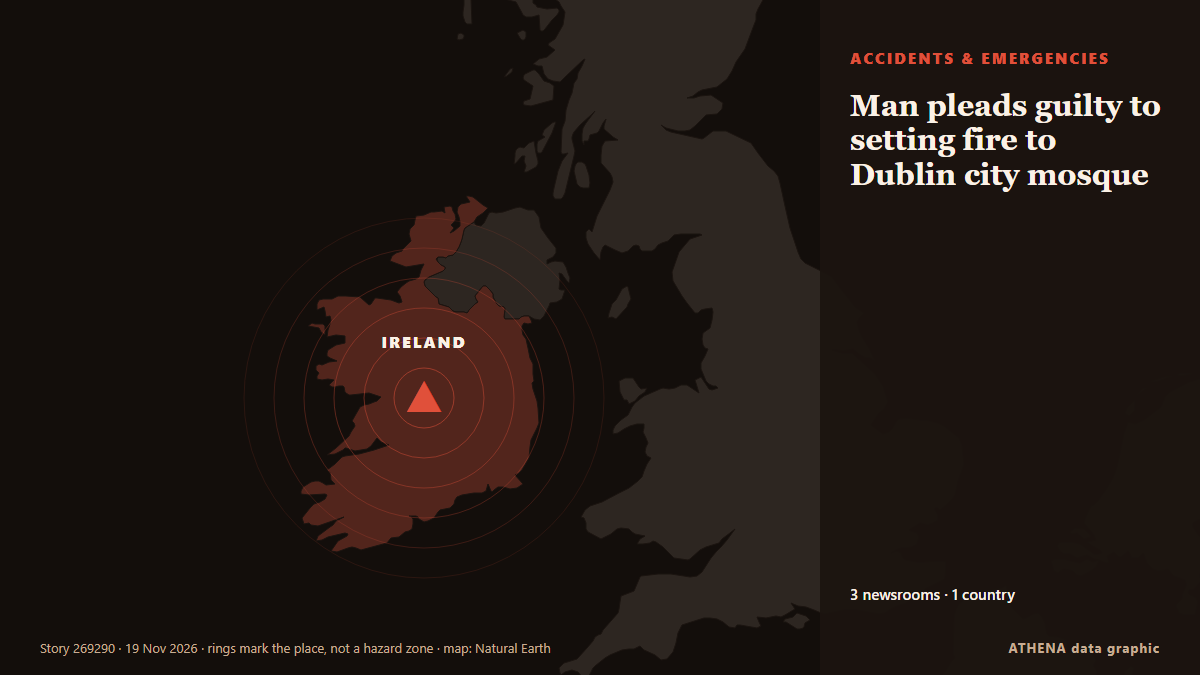 ACCIDENTS & EMERGENCIES
Man pleads guilty to
setting fire to
Dublin city mosque
IRELAND
3 newsrooms · 1 country
Story 269290 · 19 Nov 2026 · rings mark the place, not a hazard zone · map: Natural Earth
ATHENA data graphic